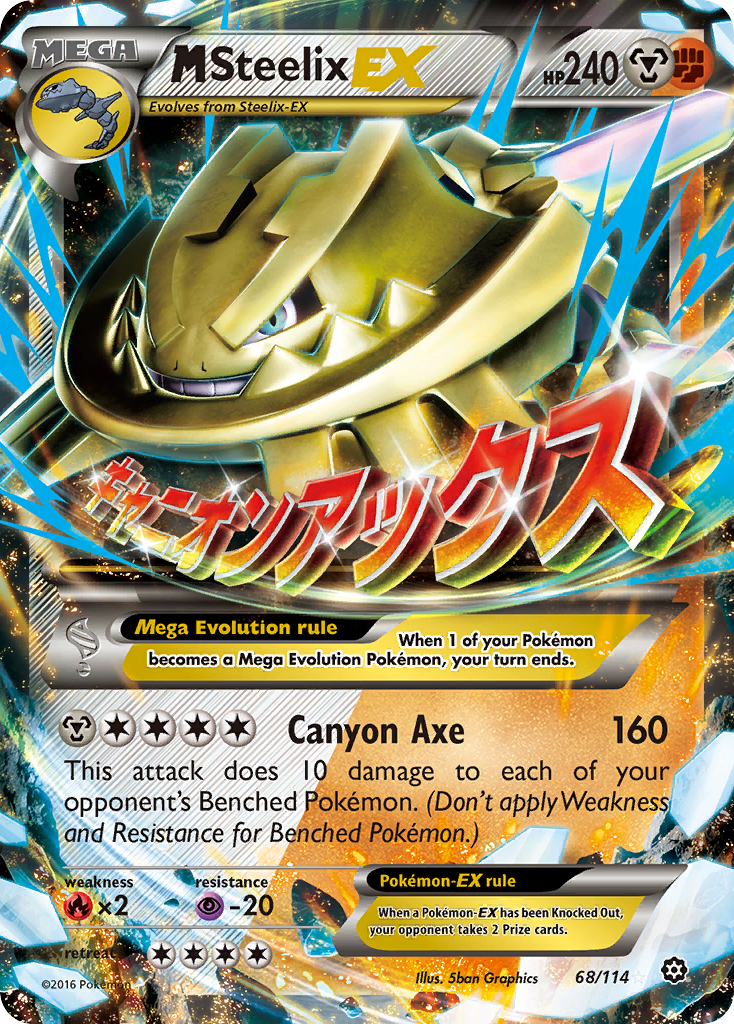 MEGA
MSteelixEX
HP240
Evolves from Steelix-EX
キャニオンアックス
Mega Evolution rule
When 1 of your Pokémon
becomes a Mega Evolution Pokémon, your turn ends.
Canyon Axe 160
This attack does 10 damage to each of your
opponent's Benched Pokémon. (Don't apply Weakness
and Resistance for Benched Pokémon.)
weakness resistance
×2 -20
Pokémon-EX rule
When a Pokémon-EX has been Knocked Out,
your opponent takes 2 Prize cards.
retreat
©2016 Pokémon
Illus. 5ban Graphics
68/114